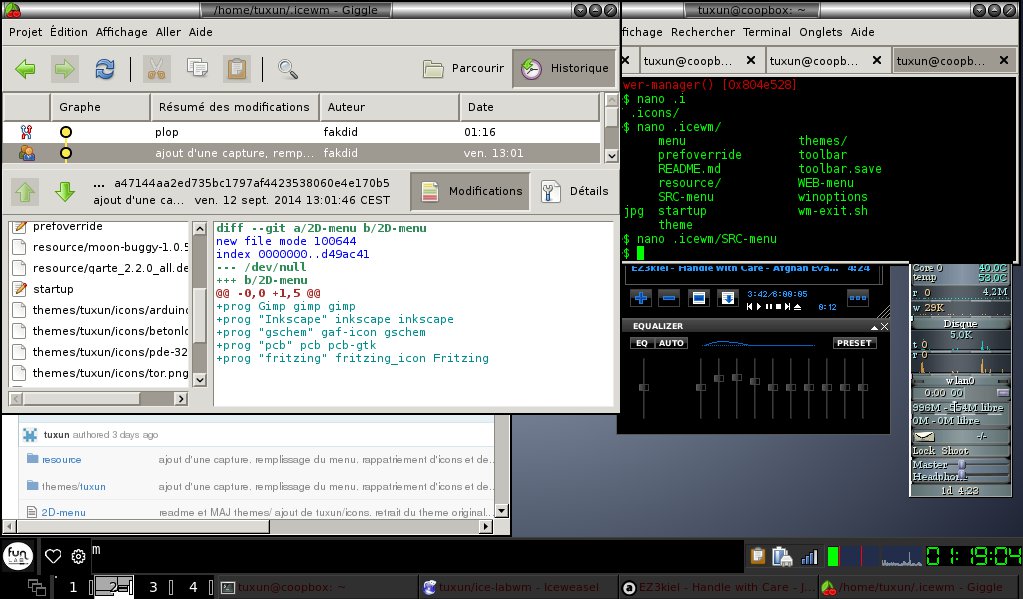 /home/tuxun/.icewm - Giggle
Projet Édition Affichage Aller Aide
Parcourir Historique
Graphe Résumé des modifications Auteur Date
plop fakdid 01:16
ajout d'une capture, remp... fakdid ven. 13:01
... a47144aa2ed735bc1797af4423538060e4e170b5
ajout d'une ca... ven. 12 sept. 2014 13:01:46 CEST
Modifications Détails
prefoverride
resource/moon-buggy-1.0.5
resource/qarte_2.2.0_all.de
startup
themes/tuxun/icons/arduino
themes/tuxun/icons/betonlo
themes/tuxun/icons/pde-32
themes/tuxun/icons/tor.png
diff --git a/2D-menu b/2D-menu
new file mode 100644
index 0000000..d49ac41
--- /dev/null
+++ b/2D-menu
@@ -0,0 +1,5 @@
+prog Gimp gimp gimp
+prog "Inkscape" inkscape inkscape
+prog "gschem" gaf-icon gschem
+prog "pcb" pcb pcb-gtk
+prog "fritzing" fritzing_icon Fritzing
tuxun@coopbox: ~
fichage Rechercher Terminal Onglets Aide
tuxun@coopb... tuxun@coopb... tuxun@coopb...
wer-manager() [0x804e528]
$ nano .i
.icons/
$ nano .icewm/
menu themes/
prefoverride toolbar
README.md toolbar.save
resource/ WEB-menu
SRC-menu winoptions
jpg startup wm-exit.sh
theme
$ nano .icewm/SRC-menu
$
EZ3kiel - Handle with Care - Afghan Eva... 4:24
3:42/6:00:05
0:12
EQUALIZER
EQ AUTO PRESET
Core 0 40.0C
temp 53.0C
r 0 4.2M
w 29K
Disque
5.0K
t 0
r 0
wlan0
0:00 00
996M - 554M libre
0M - 0M libre
-/-
Lock Shoot
Master
Headphon.
1d 4:23
tuxun authored 3 days ago
resource ajout d'une capture. remplissage du menu. rappatriement d'icons et de...
themes/tuxun ajout d'une capture. remplissage du menu. rappatriement d'icons et de...
2D-menu readme et MAJ themes/ ajout de tuxun/icons. retrait du theme original...
fun LAB
m
01:19:04
1 [ 2 ] 3 [ 4 ]
tuxun@coopbox: ~
tuxun/ice-labwm - Iceweasel
EZ3kiel - Handle with Care - J...
/home/tuxun/.icewm - Giggle